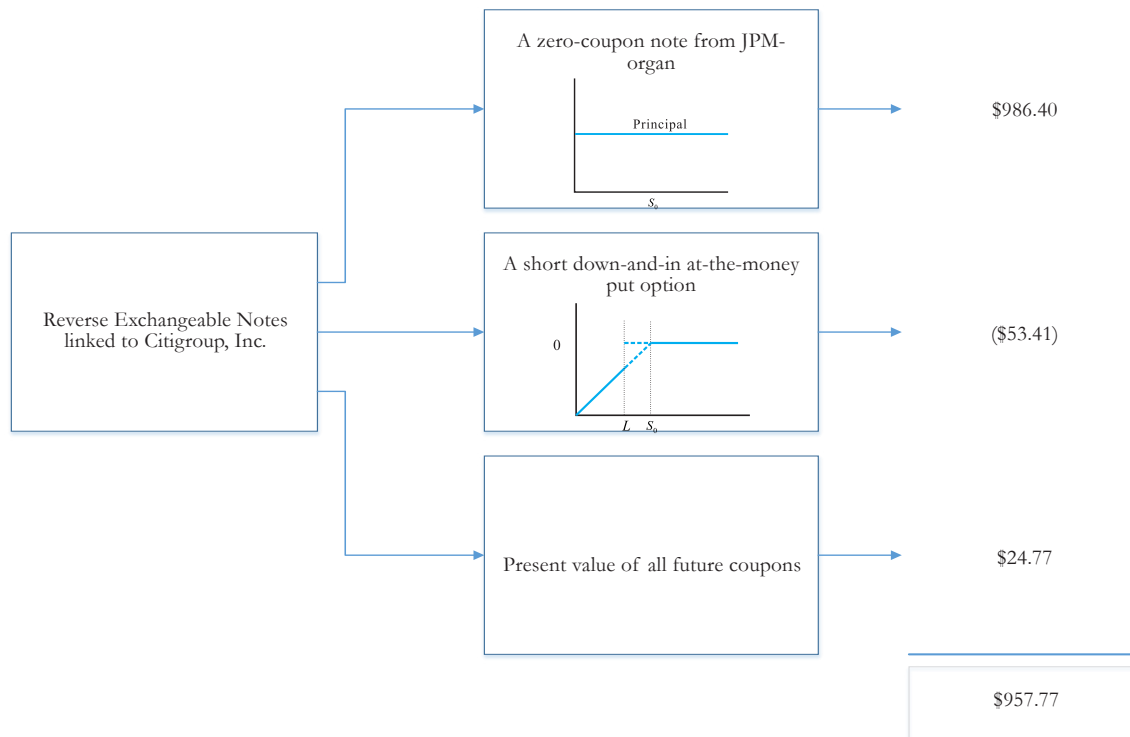 A zero-coupon note from JPM-
organ
Principal
S₀
$986.40
Reverse Exchangeable Notes
linked to Citigroup, Inc.
A short down-and-in at-the-money
put option
0
L S₀
($53.41)
Present value of all future coupons
$24.77
$957.77